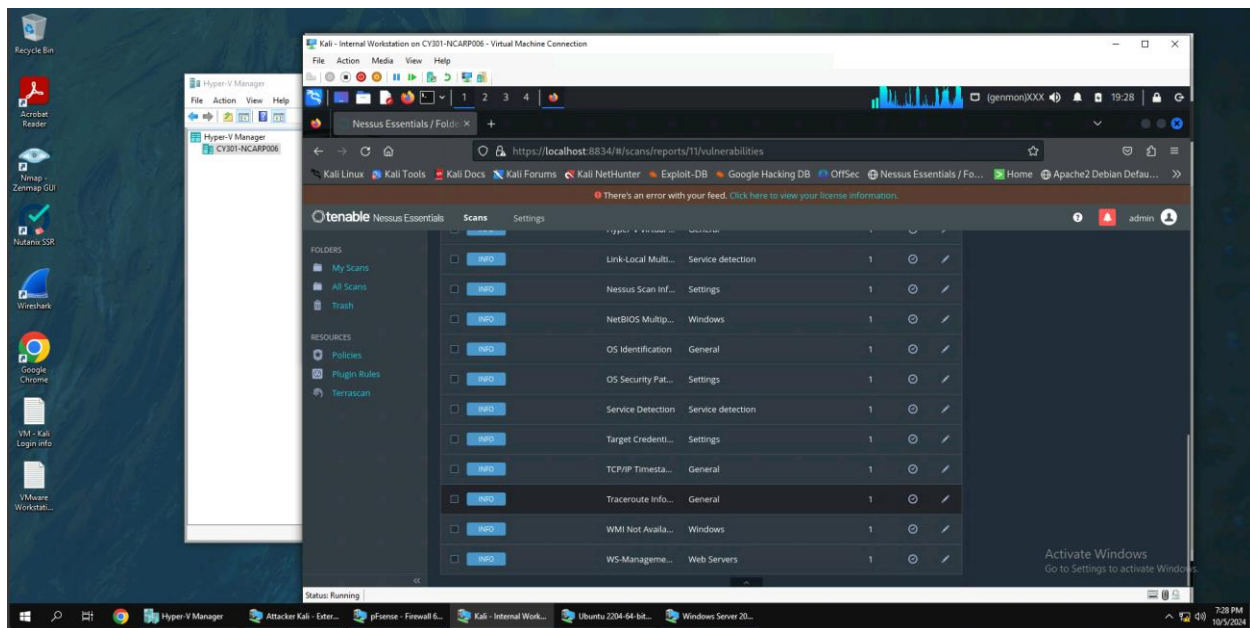 Recycle Bin
Acrobat
Reader
Nmap -
Zenmap GUI
Nutanix SSR
Wireshark
Google
Chrome
VM - Kali
Login info
VMware
Workstati...
Hyper-V Manager
File Action View Help
Hyper-V Manager
CY301-NCARP006
Kali - Internal Workstation on CY301-NCARP006 - Virtual Machine Connection
File Action Media View Help
1 2 3 4
(genmon)XXX 19:28
Nessus Essentials / Folde
https://localhost:8834/#/scans/reports/11/vulnerabilities
Kali Linux Kali Tools Kali Docs Kali Forums Kali NetHunter Exploit-DB Google Hacking DB OffSec Nessus Essentials / Fo... Home Apache2 Debian Defau...
There's an error with your feed. Click here to view your license information.
tenable Nessus Essentials Scans Settings admin
FOLDERS
My Scans
All Scans
Trash
RESOURCES
Policies
Plugin Rules
Terrascan
INFO Link-Local Multi... Service detection 1
INFO Nessus Scan Inf... Settings 1
INFO NetBIOS Multip... Windows 1
INFO OS Identification General 1
INFO OS Security Pat... Settings 1
INFO Service Detection Service detection 1
INFO Target Credenti... Settings 1
INFO TCP/IP Timesta... General 1
INFO Traceroute Info... General 1
INFO WMI Not Availa... Windows 1
INFO WS-Manageme... Web Servers 1
Activate Windows
Go to Settings to activate Windows.
Status: Running
Hyper-V Manager Attacker Kali - Exter... pfSense - Firewall 6... Kali - Internal Work... Ubuntu 2204-64-bit... Windows Server 20... 7:28 PM
10/5/2024